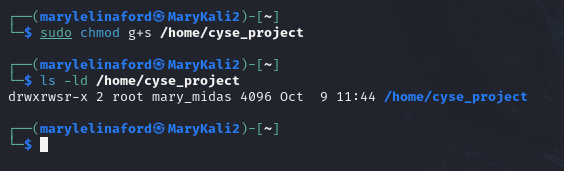 ┌──(marylelinaford㉿MaryKali2)-[~]
└─$ sudo chmod g+s /home/cyse_project
┌──(marylelinaford㉿MaryKali2)-[~]
└─$ ls -ld /home/cyse_project
drwxrwsr-x 2 root mary_midas 4096 Oct  9 11:44 /home/cyse_project
┌──(marylelinaford㉿MaryKali2)-[~]
└─$